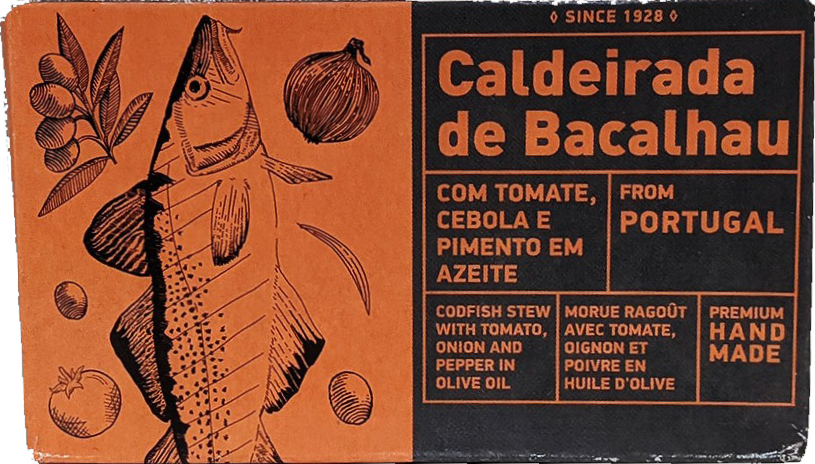 ◊ SINCE 1928 ◊
Caldeirada
de Bacalhau
COM TOMATE,
CEBOLA E
PIMENTO EM
AZEITE
FROM
PORTUGAL
CODFISH STEW
WITH TOMATO,
ONION AND
PEPPER IN
OLIVE OIL
MORUE RAGOÛT
AVEC TOMATE,
OIGNON ET
POIVRE EN
HUILE D'OLIVE
PREMIUM
HAND
MADE